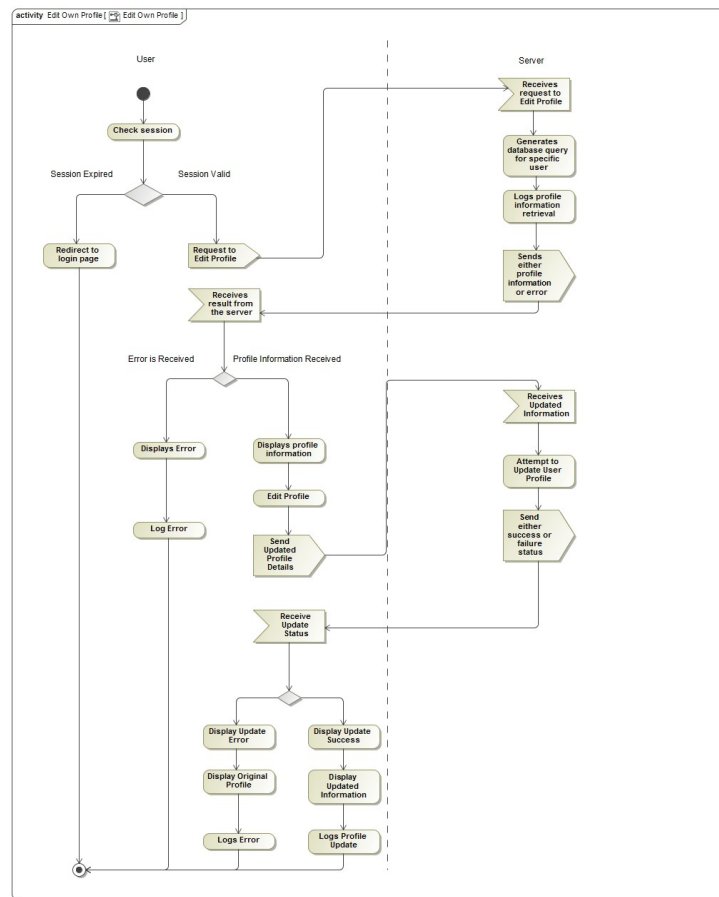 activity Edit Own Profile [ Edit Own Profile ]
User
Server
Receives
request to
Edit Profile
Check session
Generates
database query
for specific
user
Session Expired
Session Valid
Logs profile
information
retrieval
Redirect to
login page
Request to
Edit Profile
Sends
either
profile
information
or error
Receives
result from
the server
Error is Received
Profile Information Received
Receives
Updated
Information
Displays Error
Displays profile
information
Attempt to
Update User
Profile
Edit Profile
Log Error
Send
Updated
Profile
Details
Send
either
success or
failure
status
Receive
Update
Status
Display Update
Error
Display Update
Success
Display Original
Profile
Display
Updated
Information
Logs Error
Logs Profile
Update